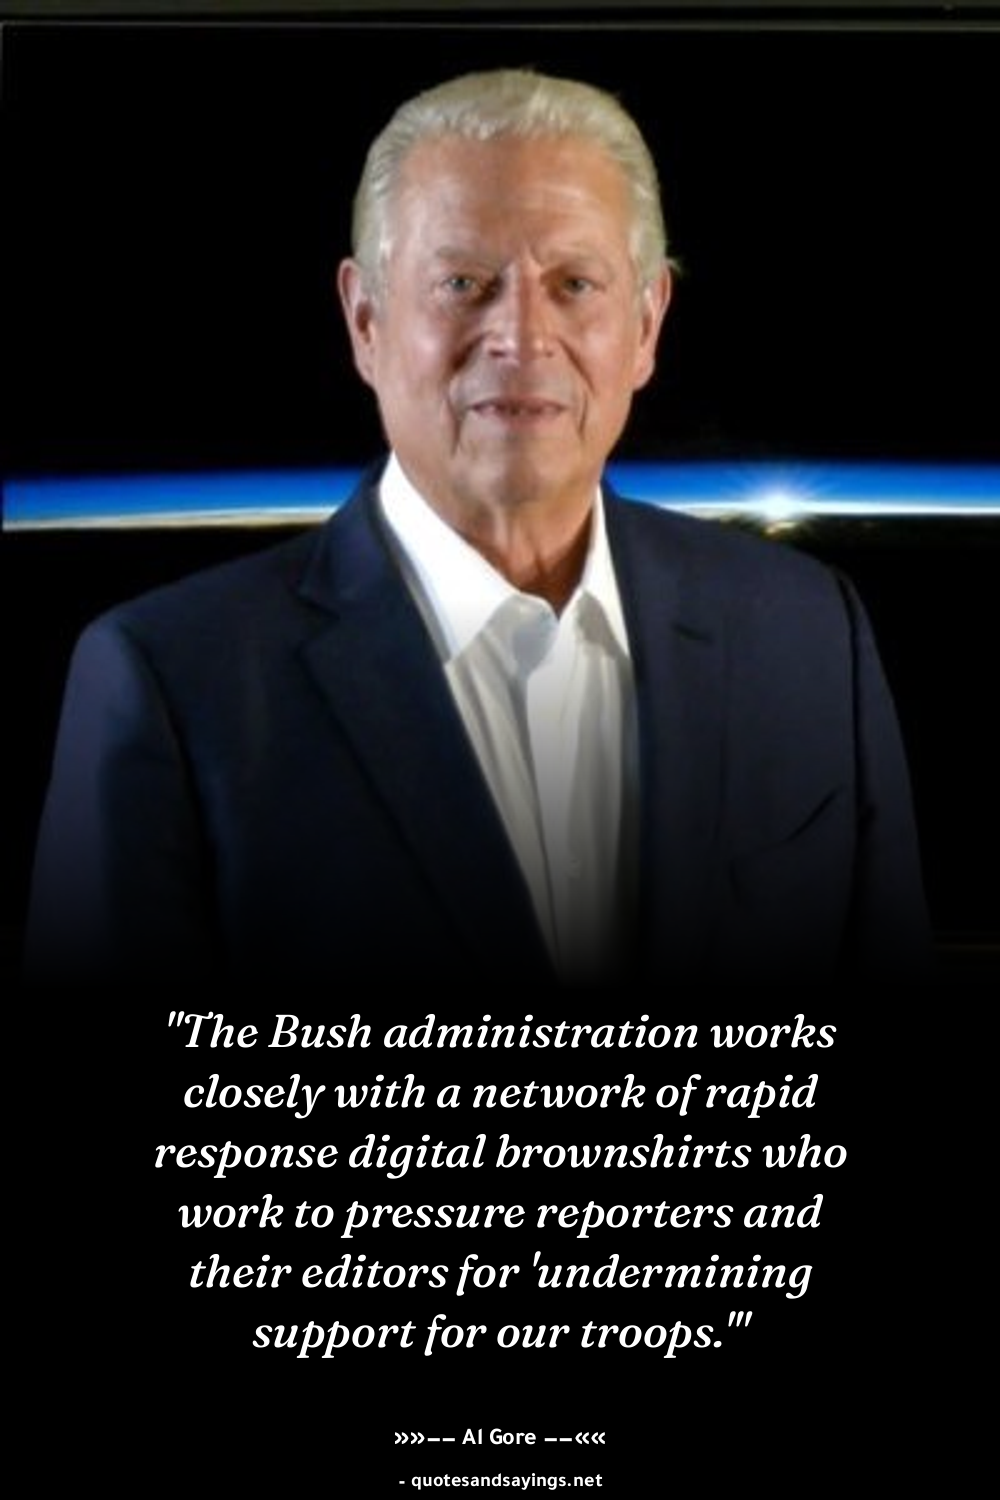 "The Bush administration works
closely with a network of rapid
response digital brownshirts who
work to pressure reporters and
their editors for 'undermining
support for our troops.'"
»»−− Al Gore −−««
- quotesandsayings.net